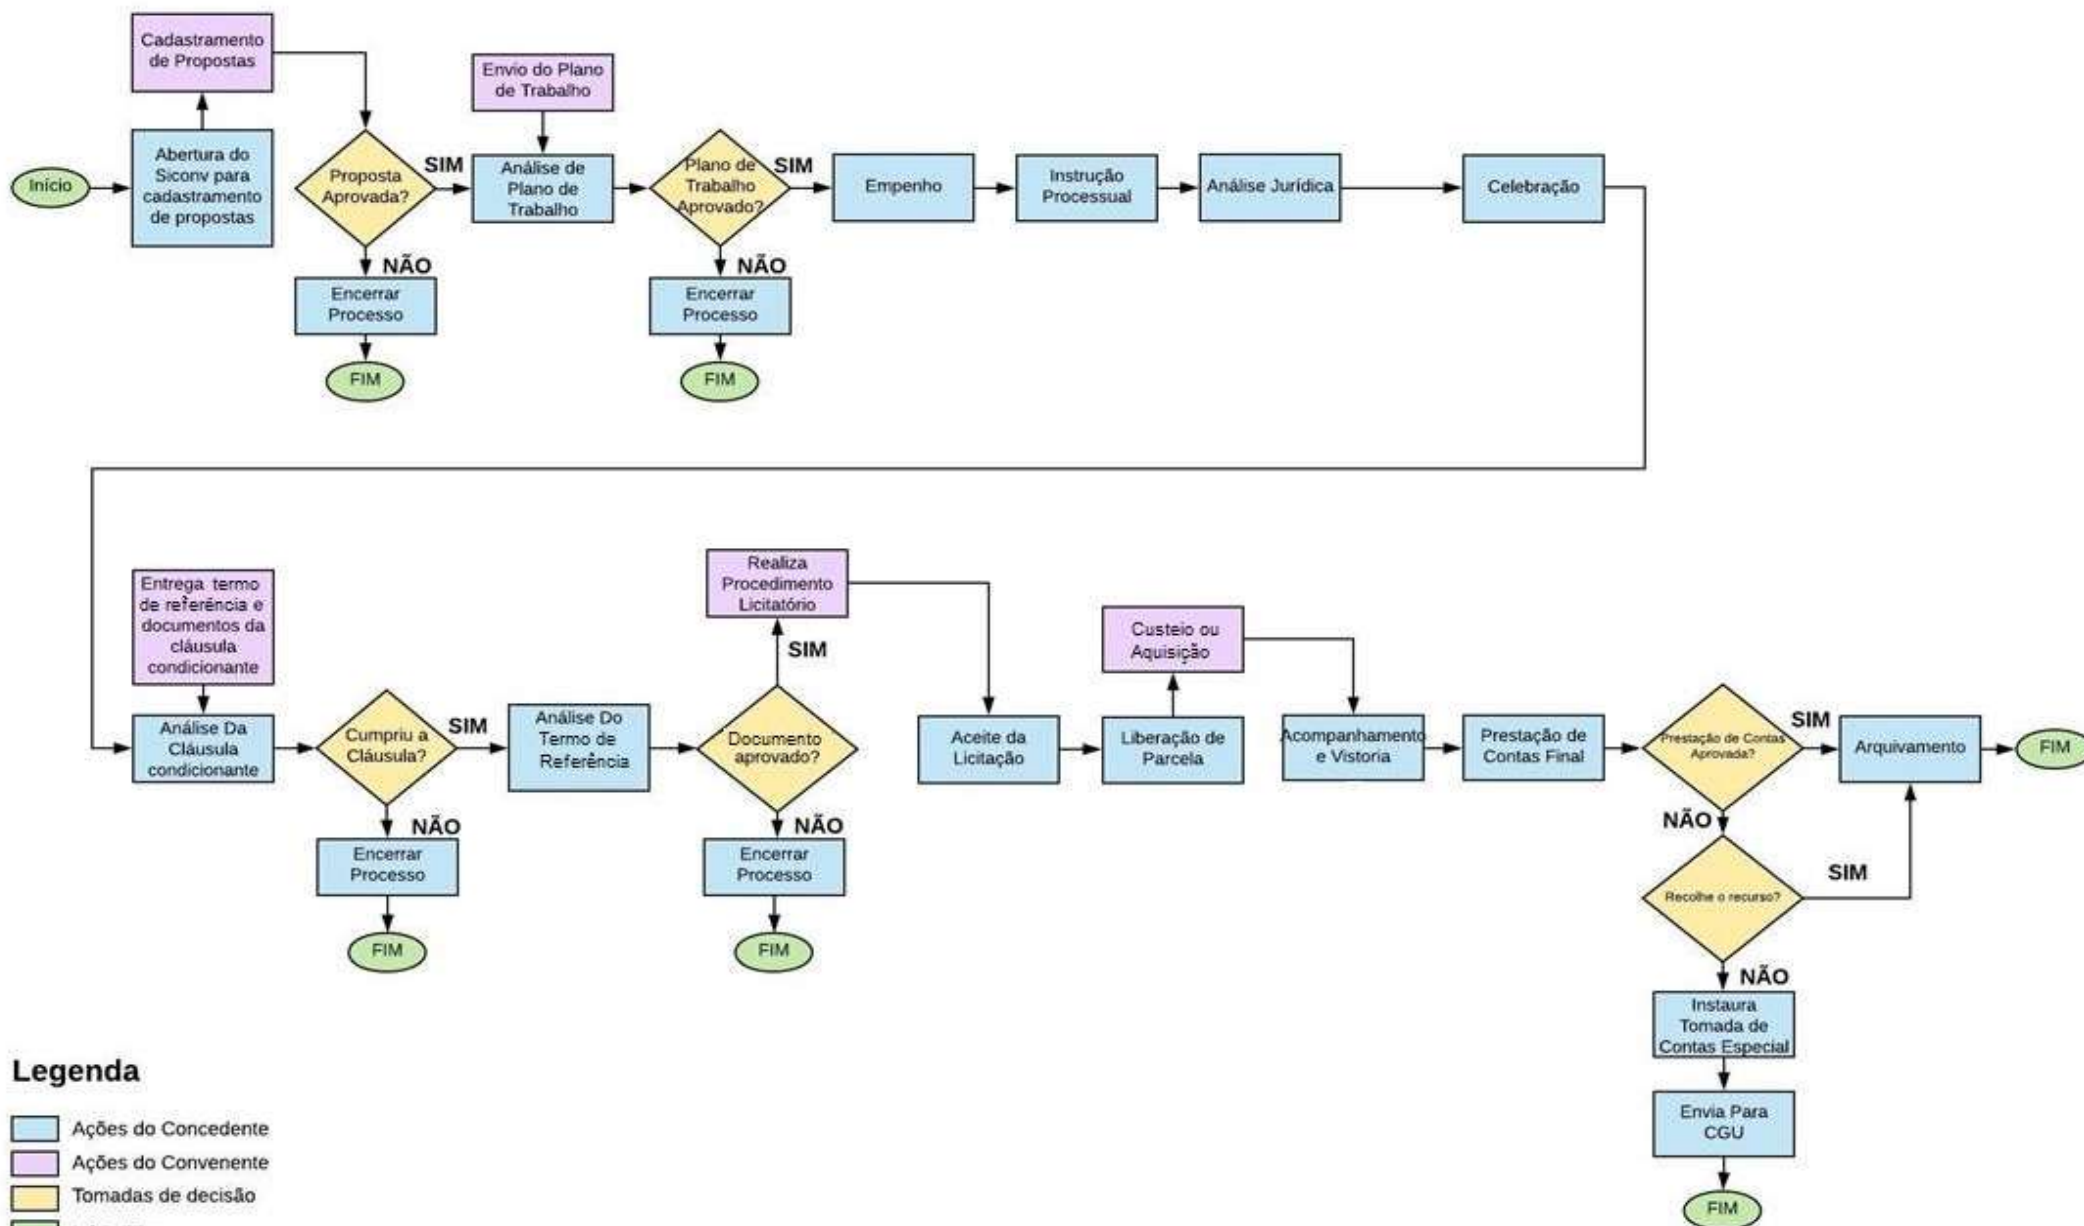 Cadastramento
de Propostas
Envio do Plano
de Trabalho
Início
Abertura do
Siconv para
cadastramento
de propostas
Proposta
Aprovada?
SIM
Análise de
Plano de
Trabalho
Plano de
Trabalho
Aprovado?
SIM
Empenho
Instrução
Processual
Análise Jurídica
Celebração
NÃO
Encerrar
Processo
FIM
NÃO
Encerrar
Processo
FIM
Entrega termo
de referência e
documentos da
cláusula
condicionante
Análise Da
Cláusula
condicionante
Cumpriu a
Cláusula?
SIM
Análise Do
Termo de
Referência
Documento
aprovado?
SIM
Realiza
Procedimento
Licitatório
Aceite da
Licitação
Liberação de
Parcela
Custeio ou
Aquisição
Acompanhamento
e Vistoria
Prestação de
Contas Final
Prestação de Contas
Aprovada?
SIM
Arquivamento
FIM
NÃO
Encerrar
Processo
FIM
NÃO
Encerrar
Processo
FIM
NÃO
Recolhe o recurso?
SIM
NÃO
Instaura
Tomada de
Contas Especial
Envia Para
CGU
FIM
Legenda
Ações do Concedente
Ações do Convenente
Tomadas de decisão